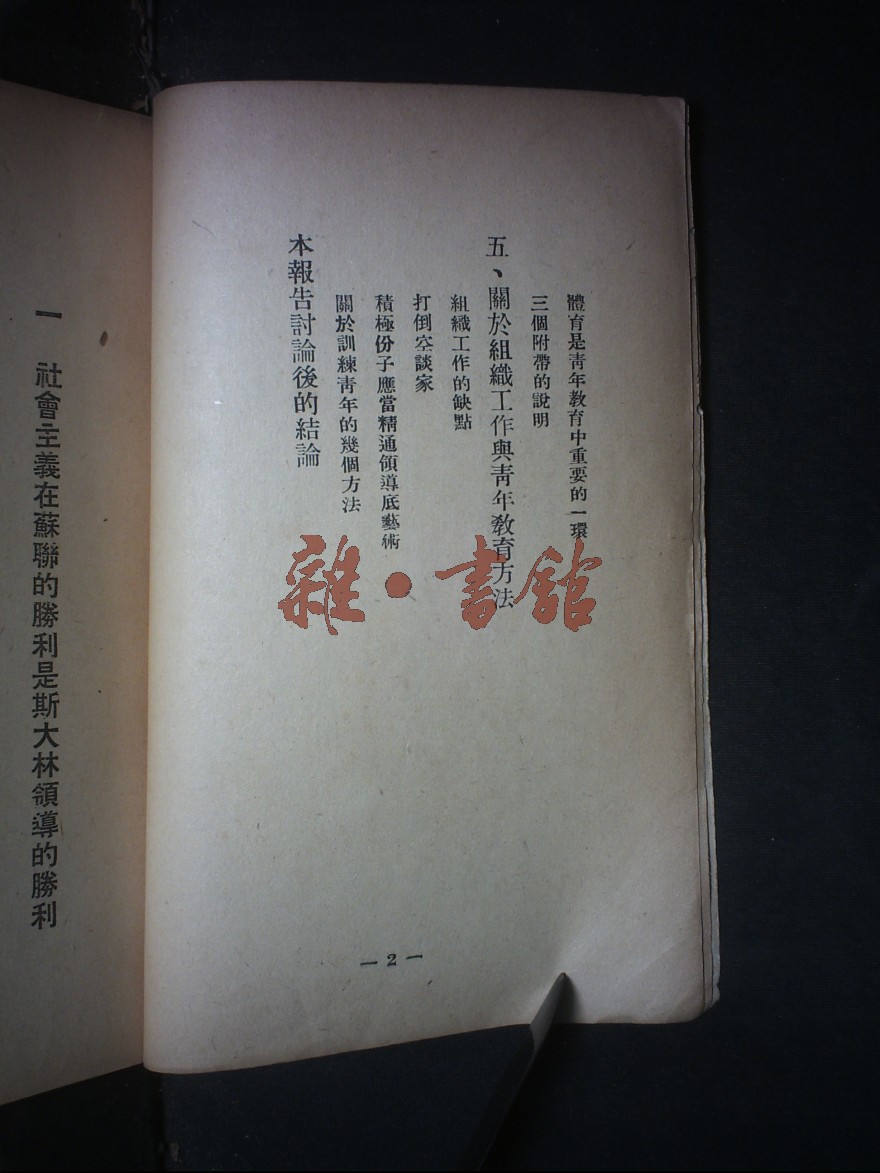 體育是青年教育中重要的一環
三個附帶的說明
五、關於組織工作與青年教育方法
組織工作的缺點
打倒空談家
積極份子應當精通領導底藝術
關於訓練青年的幾個方法
本報告討論後的結論
雜·書館
— 2 —
一 社會主義在蘇聯的勝利是斯大林領導的勝利